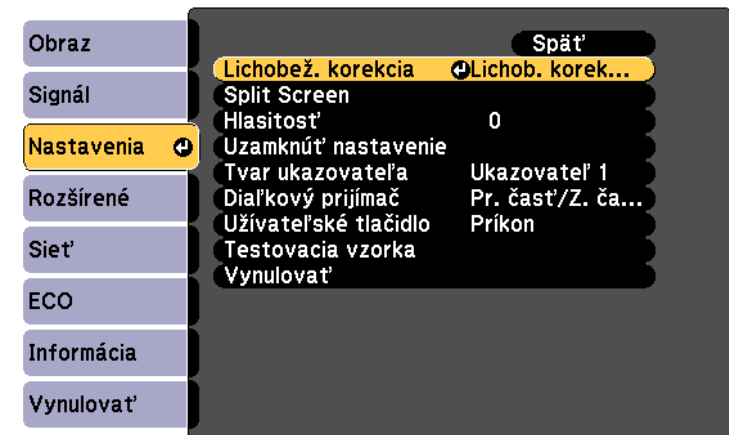 Obraz
Signál
Nastavenia
Rozšírené
Sieť
ECO
Informácia
Vynulovať
Späť
Lichobež. korekcia Lichob. korek...
Split Screen
Hlasitosť 0
Uzamknúť nastavenie
Tvar ukazovateľa Ukazovateľ 1
Diaľkový prijímač Pr. časť/Z. ča...
Užívateľské tlačidlo Príkon
Testovacia vzorka
Vynulovať